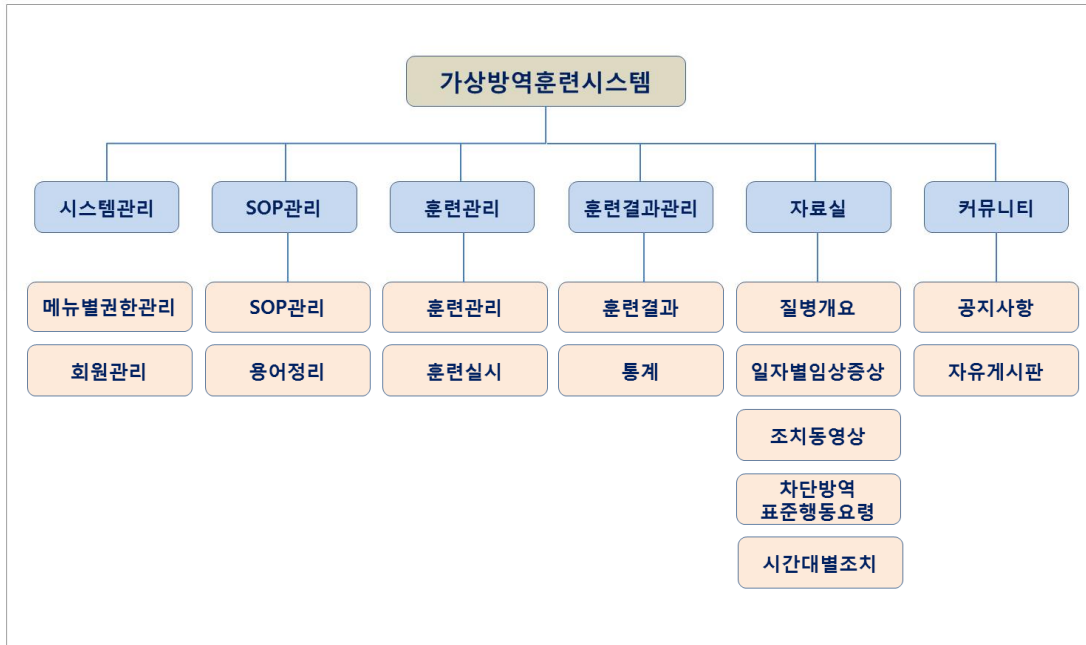 가상방역훈련시스템
시스템관리
SOP관리
훈련관리
훈련결과관리
자료실
커뮤니티
메뉴별권한관리
SOP관리
훈련관리
훈련결과
질병개요
공지사항
회원관리
용어정리
훈련실시
통계
일자별임상증상
자유게시판
조치동영상
차단방역
표준행동요령
시간대별조치